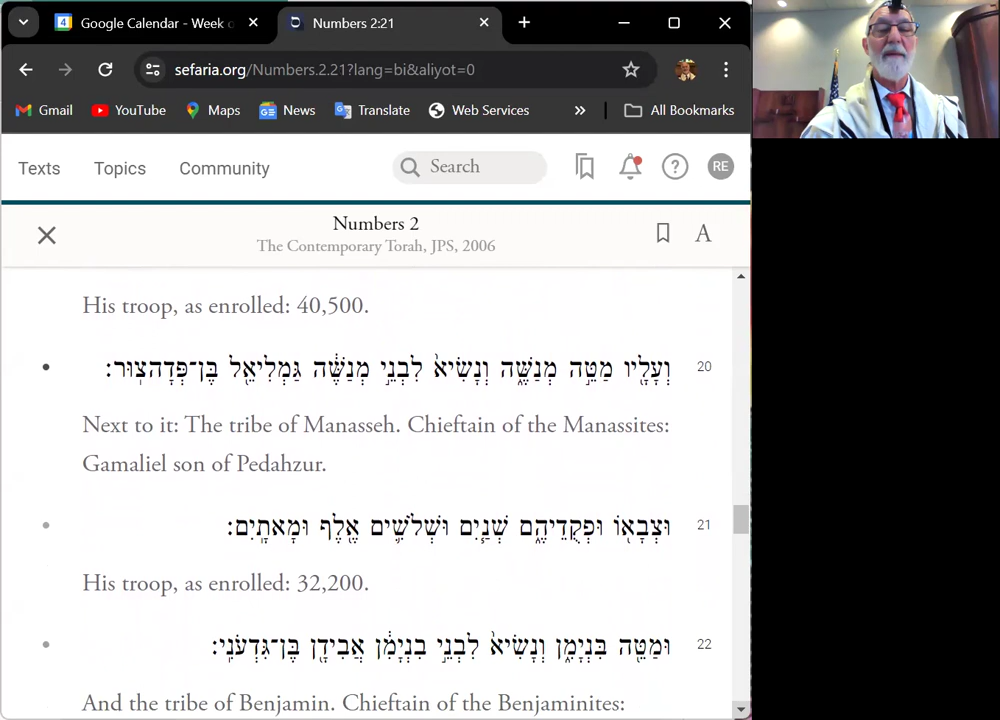 4 Google Calendar - Week o
Numbers 2:21
sefaria.org/Numbers.2.21?lang=bi&aliyot=0
Gmail YouTube Maps News Translate Web Services » All Bookmarks
Texts Topics Community Search ? RE
Numbers 2
The Contemporary Torah, JPS, 2006
A
His troop, as enrolled: 40,500.
וְעָלָ֖יו מַטֵּ֣ה מְנַשֶּׁ֑ה וְנָשִׂיא֙ לִבְנֵ֣י מְנַשֶּׁ֔ה גַּמְלִיאֵ֖ל בֶּן־פְּדָהצֽוּר׃ 20
Next to it: The tribe of Manasseh. Chieftain of the Manassites:
Gamaliel son of Pedahzur.
וּצְבָא֖וֹ וּפְקֻדֵיהֶ֑ם שְׁנַ֧יִם וּשְׁלֹשִׁ֛ים אֶ֖לֶף וּמָאתָֽיִם׃ 21
His troop, as enrolled: 32,200.
וּמַטֵּ֖ה בִּנְיָמִ֑ן וְנָשִׂיא֙ לִבְנֵ֣י בִנְיָמִ֔ן אֲבִידָ֖ן בֶּן־גִּדְעֹנִֽי׃ 22
And the tribe of Benjamin. Chieftain of the Benjaminites: